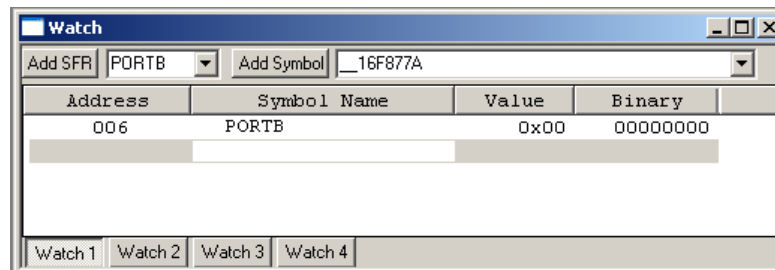 Watch
Add SFR PORTB Add Symbol __16F877A
Address Symbol Name Value Binary
006 PORTB 0x00 00000000
Watch 1 Watch 2 Watch 3 Watch 4